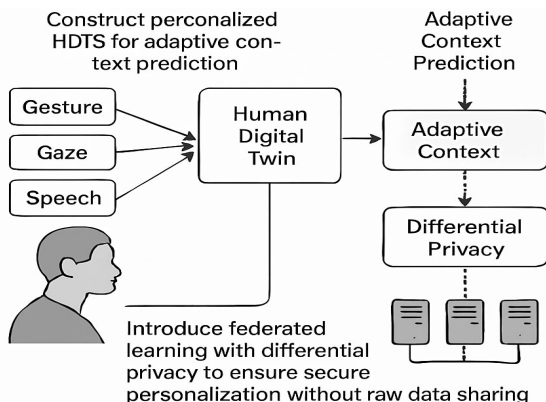 Construct perconalized
HDTS for adaptive con-
text prediction
Gesture
Gaze
Speech
Human
Digital
Twin
Adaptive
Context
Prediction
Adaptive
Context
Differential
Privacy
Introduce federated
learning with differential
privacy to ensure secure
personalization without raw data sharing